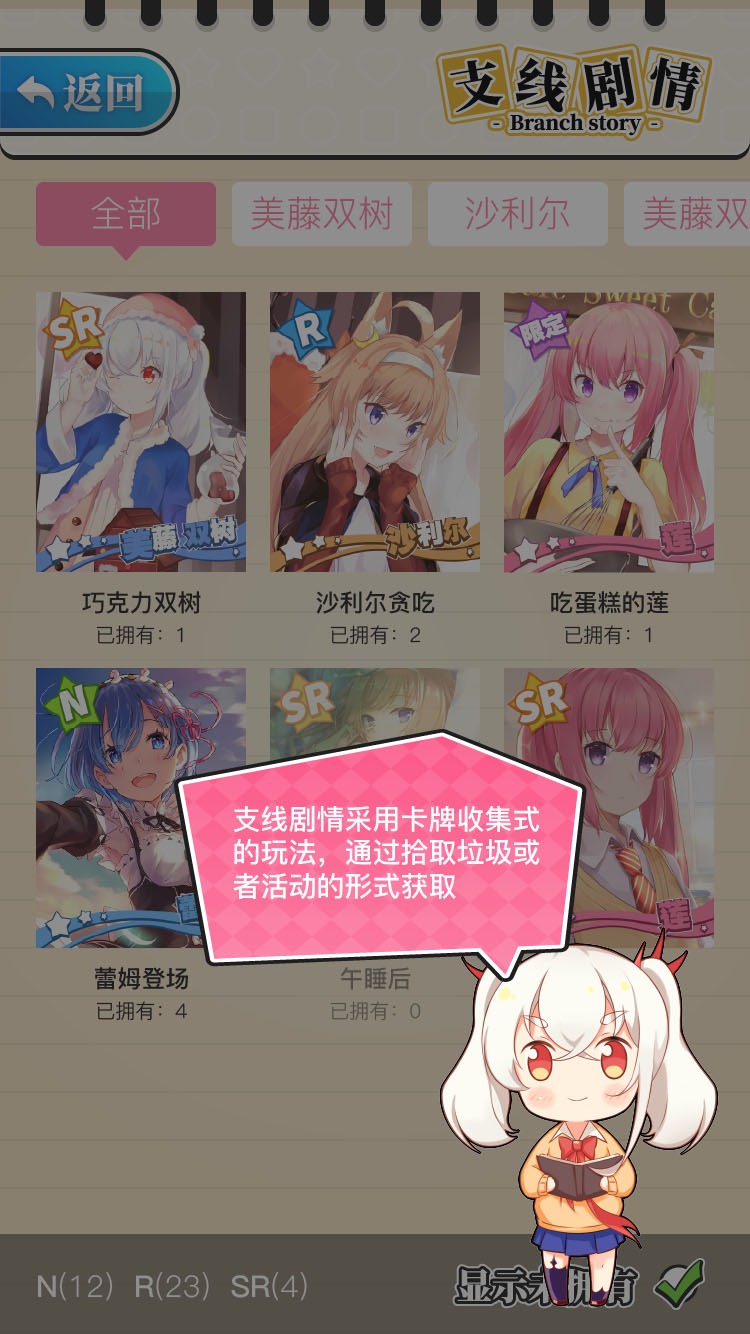 返回
支线剧情
- Branch story -
全部
美藤双树
沙利尔
美藤双
SR
美藤双树
R
沙利尔
限定
莲
巧克力双树
已拥有：1
沙利尔贪吃
已拥有：2
吃蛋糕的莲
已拥有：1
N
SR
SR
莲
支线剧情采用卡牌收集式
的玩法，通过拾取垃圾或
者活动的形式获取
蕾姆登场
已拥有：4
午睡后
已拥有：0
N(12) R(23) SR(4)
显示未拥有